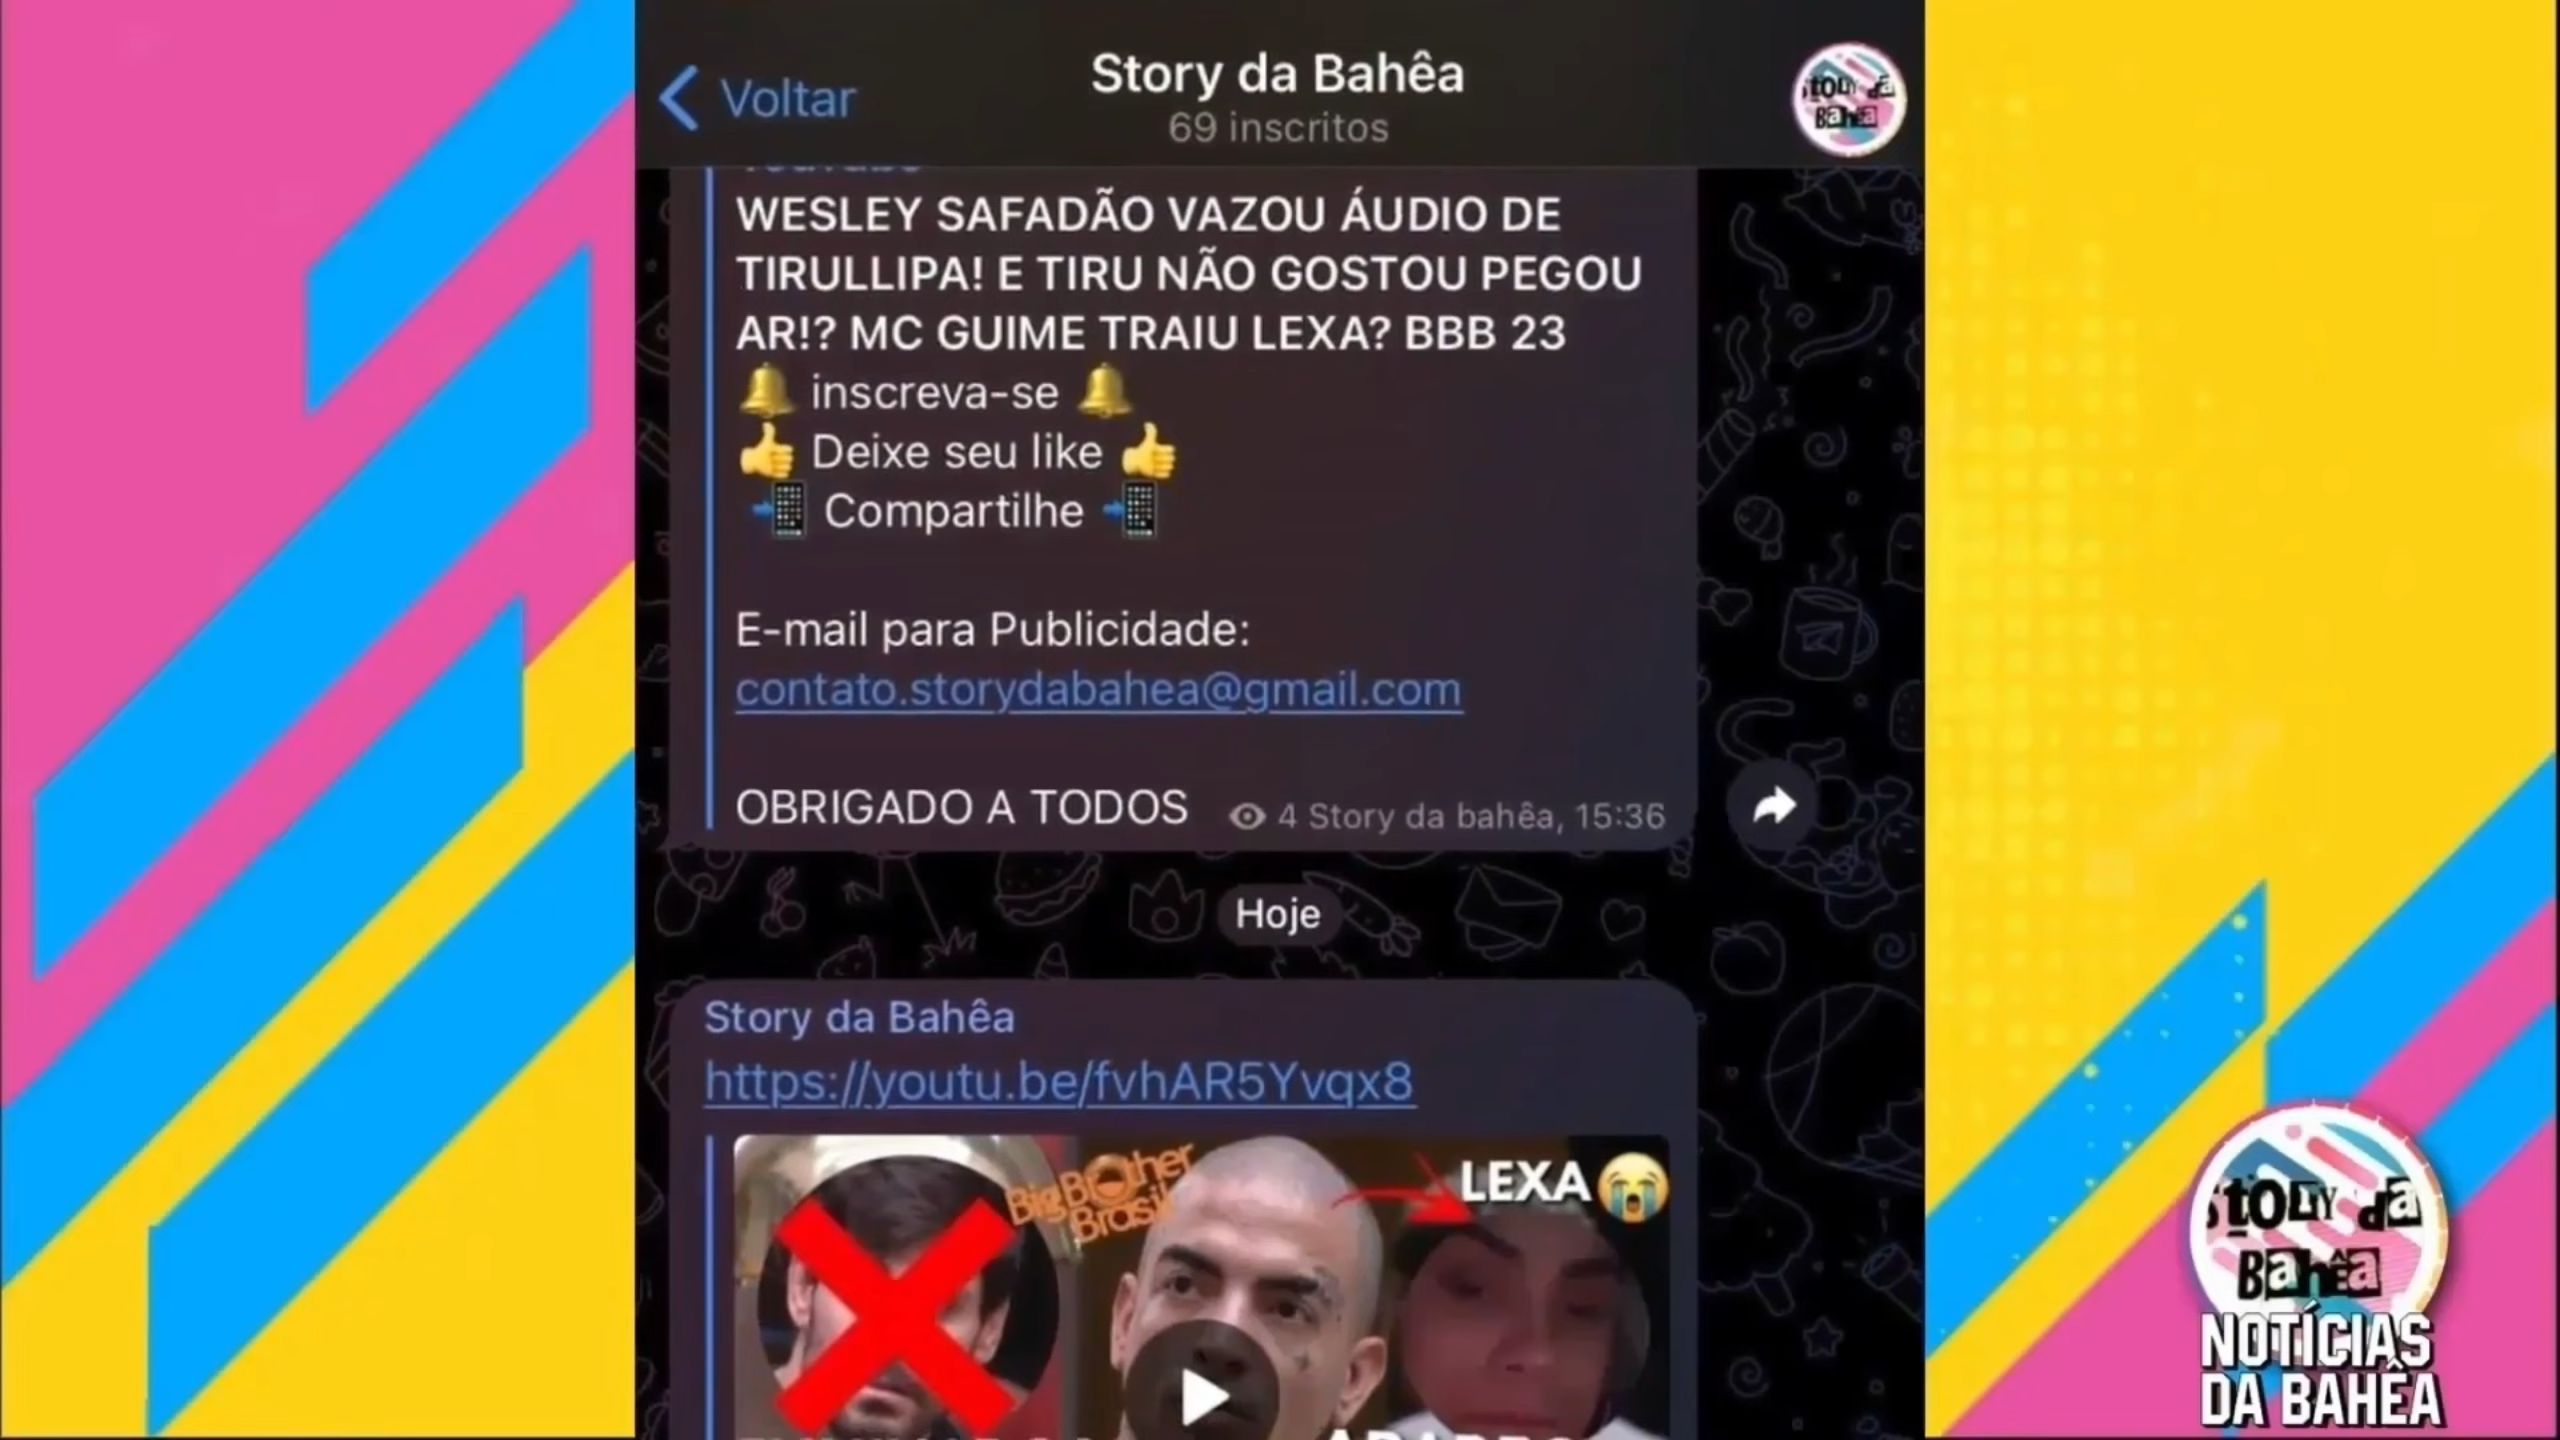 Voltar
Story da Bahêa
69 inscritos
Story da Bahêa
WESLEY SAFADÃO VAZOU ÁUDIO DE
TIRULLIPA! E TIRU NÃO GOSTOU PEGOU
AR!? MC GUIME TRAIU LEXA? BBB 23
🔔 inscreva-se 🔔
👍 Deixe seu like 👍
📲 Compartilhe 📲
E-mail para Publicidade:
contato.storydabahea@gmail.com
OBRIGADO A TODOS
4 Story da bahêa, 15:36
Hoje
Story da Bahêa
https://youtu.be/fvhAR5Yvqx8
Big Brother
Brasil
LEXA😭
Story da
Bahêa
NOTÍCIAS
DA BAHÊA